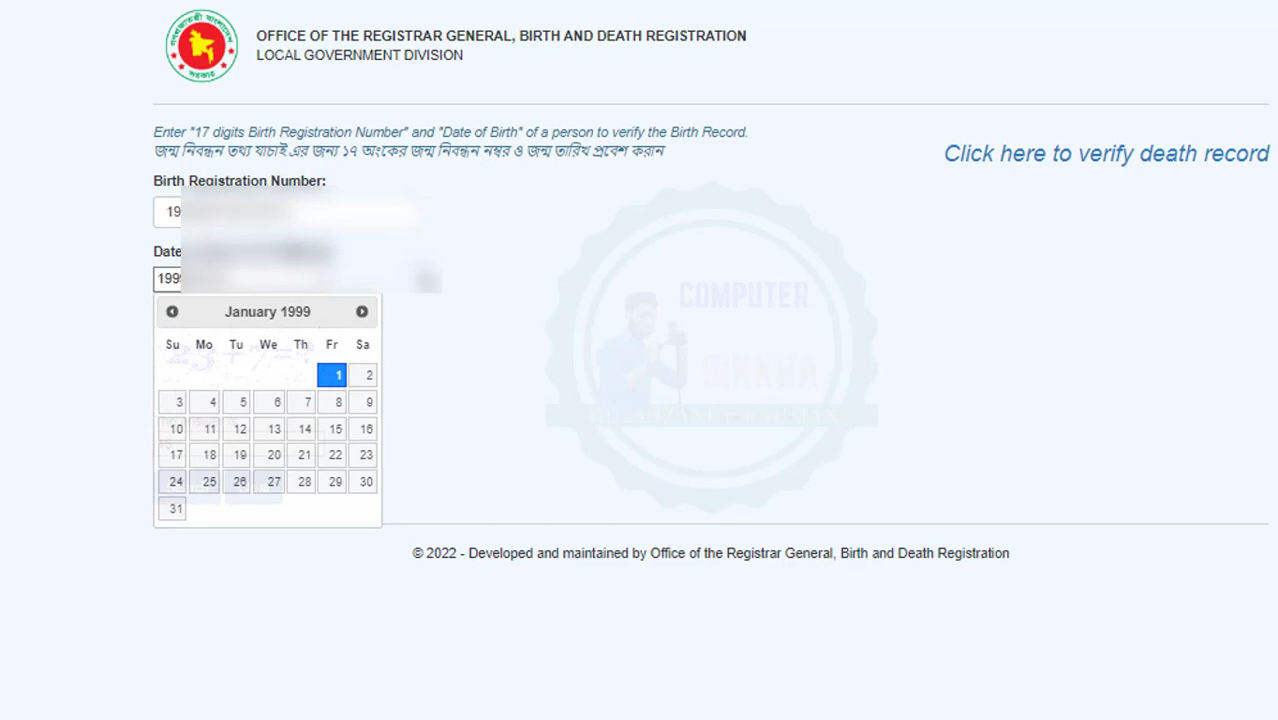 OFFICE OF THE REGISTRAR GENERAL, BIRTH AND DEATH REGISTRATION
LOCAL GOVERNMENT DIVISION
Enter "17 digits Birth Registration Number" and "Date of Birth" of a person to verify the Birth Record.
জন্ম নিবন্ধন তথ্য যাচাই এর জন্য ১৭ অংকের জন্ম নিবন্ধন নম্বর ও জন্ম তারিখ প্রবেশ করান
Click here to verify death record
Birth Registration Number:
19
Date
1999
January 1999
Su Mo Tu We Th Fr Sa
1 2
3 4 5 6 7 8 9
10 11 12 13 14 15 16
17 18 19 20 21 22 23
24 25 26 27 28 29 30
31
COMPUTER
SIKKHA
© 2022 - Developed and maintained by Office of the Registrar General, Birth and Death Registration